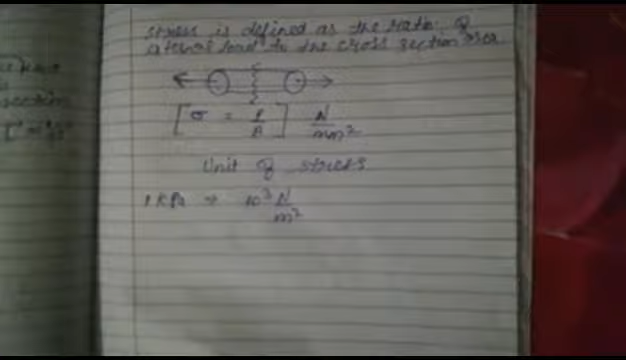 stress is defined as the ratio of
load to the cross section area
[σ = P/A] N/mm²
Unit of stress
1 KPa → 10³ N/m²
section